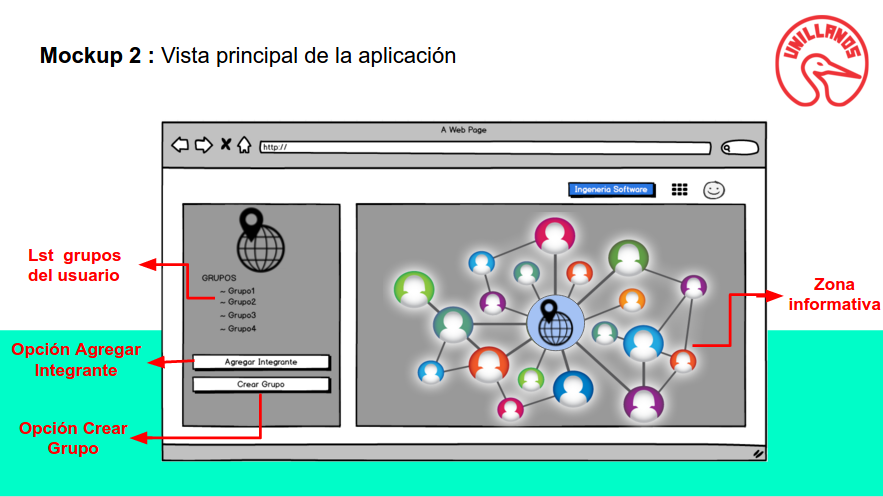 Mockup 2 : Vista principal de la aplicación
UNILLANOS
A Web Page
http://
Ingeneria Software
GRUPOS
~ Grupo1
~ Grupo2
~ Grupo3
~ Grupo4
Agregar Integrante
Crear Grupo
Lst grupos
del usuario
Opción Agregar
Integrante
Opción Crear
Grupo
Zona
informativa